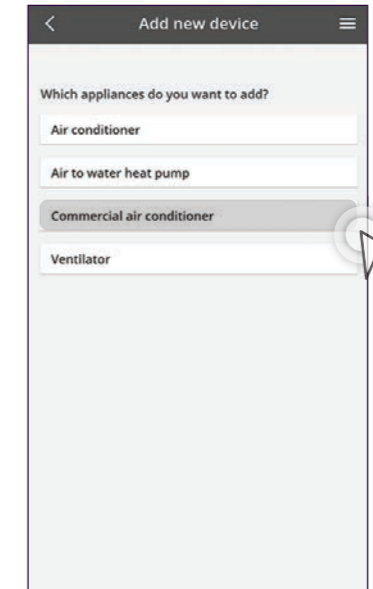 Add new device
Which appliances do you want to add?
Air conditioner
Air to water heat pump
Commercial air conditioner
Ventilator